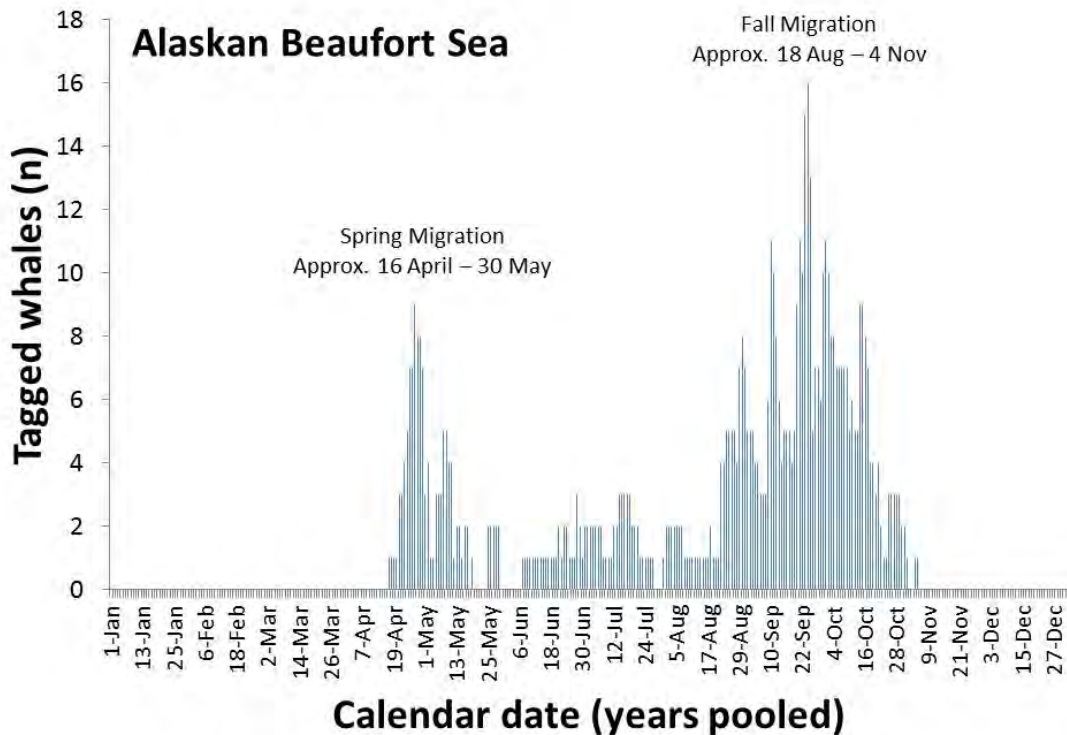 Alaskan Beaufort Sea
Fall Migration
Approx. 18 Aug – 4 Nov
Spring Migration
Approx. 16 April – 30 May
Tagged whales (n)
18
16
14
12
10
8
6
4
2
0
1-Jan
13-Jan
25-Jan
6-Feb
18-Feb
2-Mar
14-Mar
26-Mar
7-Apr
19-Apr
1-May
13-May
25-May
6-Jun
18-Jun
30-Jun
12-Jul
24-Jul
5-Aug
17-Aug
29-Aug
10-Sep
22-Sep
4-Oct
16-Oct
28-Oct
9-Nov
21-Nov
3-Dec
15-Dec
27-Dec
Calendar date (years pooled)